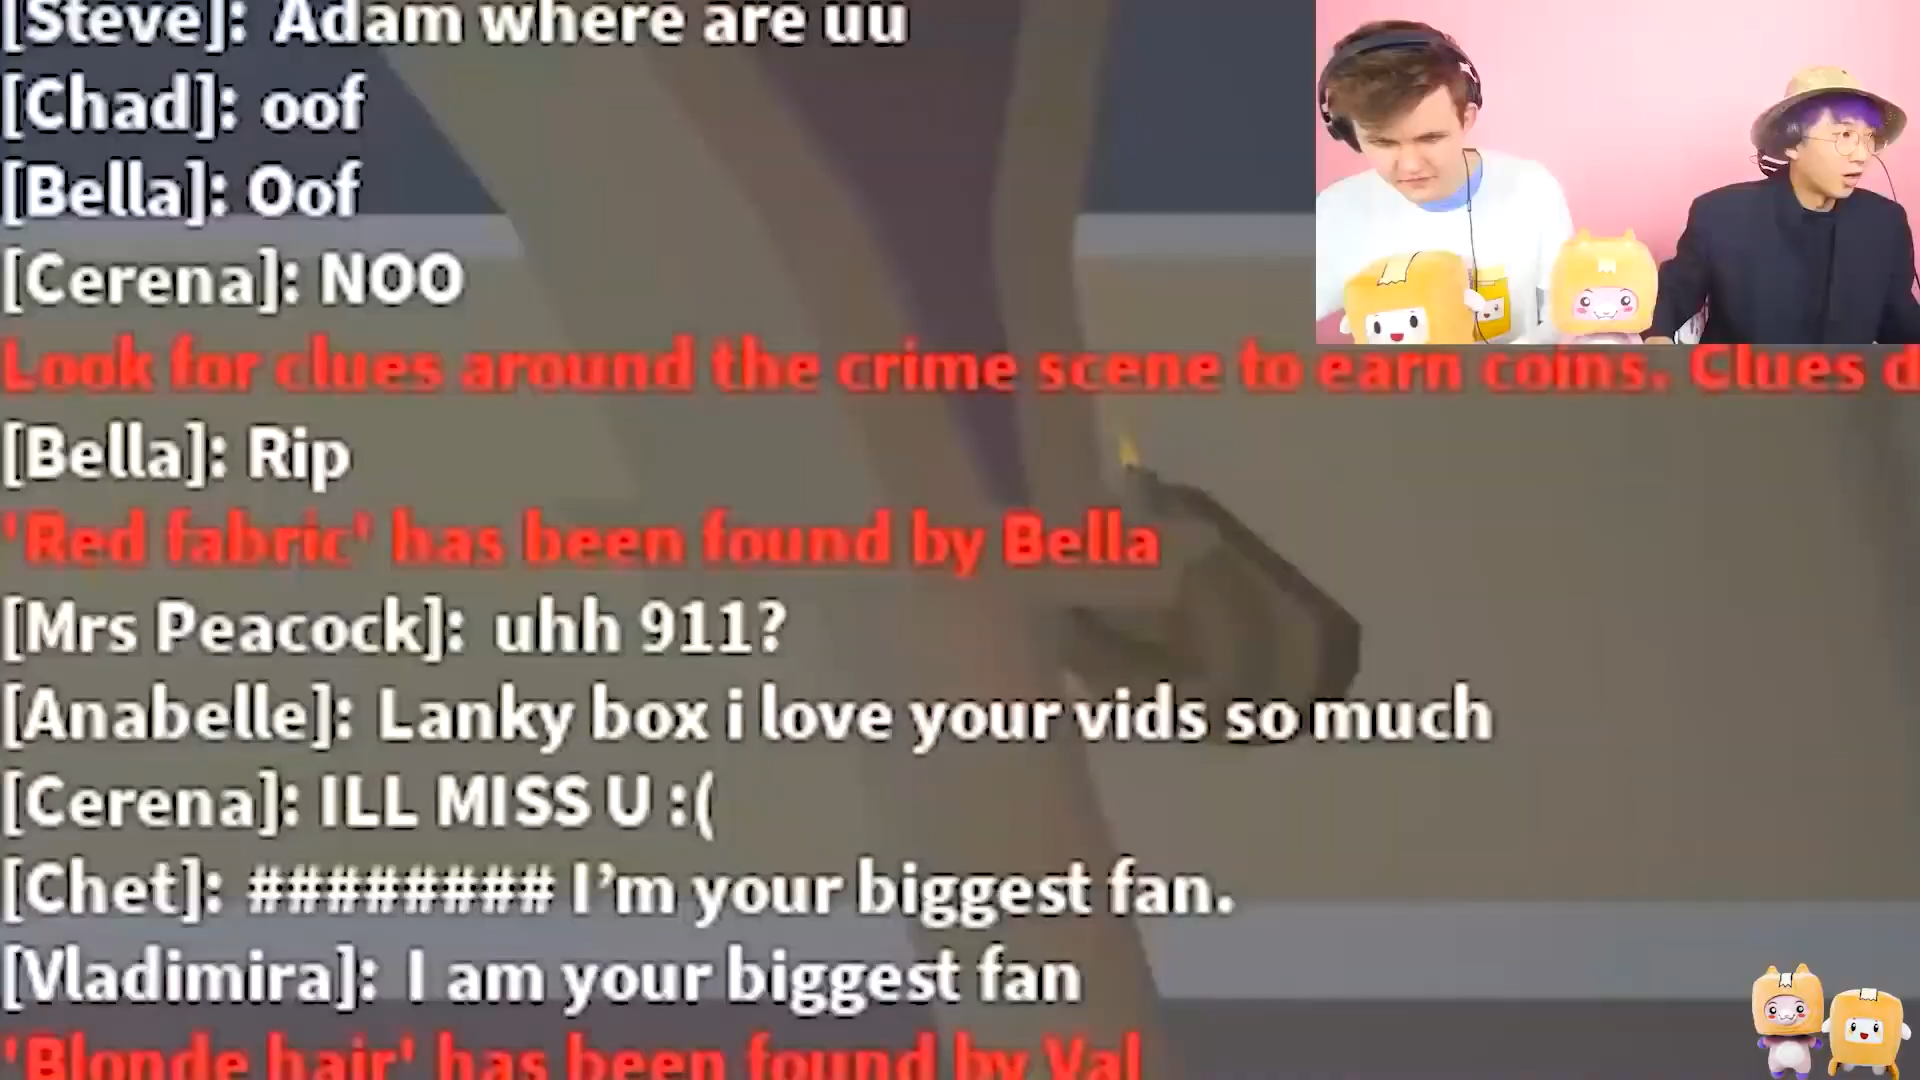 [Steve]: Adam where are uu
[Chad]: oof
[Bella]: Oof
[Cerena]: NOO
Look for clues around the crime scene to earn coins. Clues
[Bella]: Rip
'Red fabric' has been found by Bella
[Mrs Peacock]: uhh 911?
[Anabelle]: Lanky box i love your vids so much
[Cerena]: ILL MISS U :(
[Chet]: ######## I'm your biggest fan.
[Vladimira]: I am your biggest fan
'Blonde hair' has been found by Val